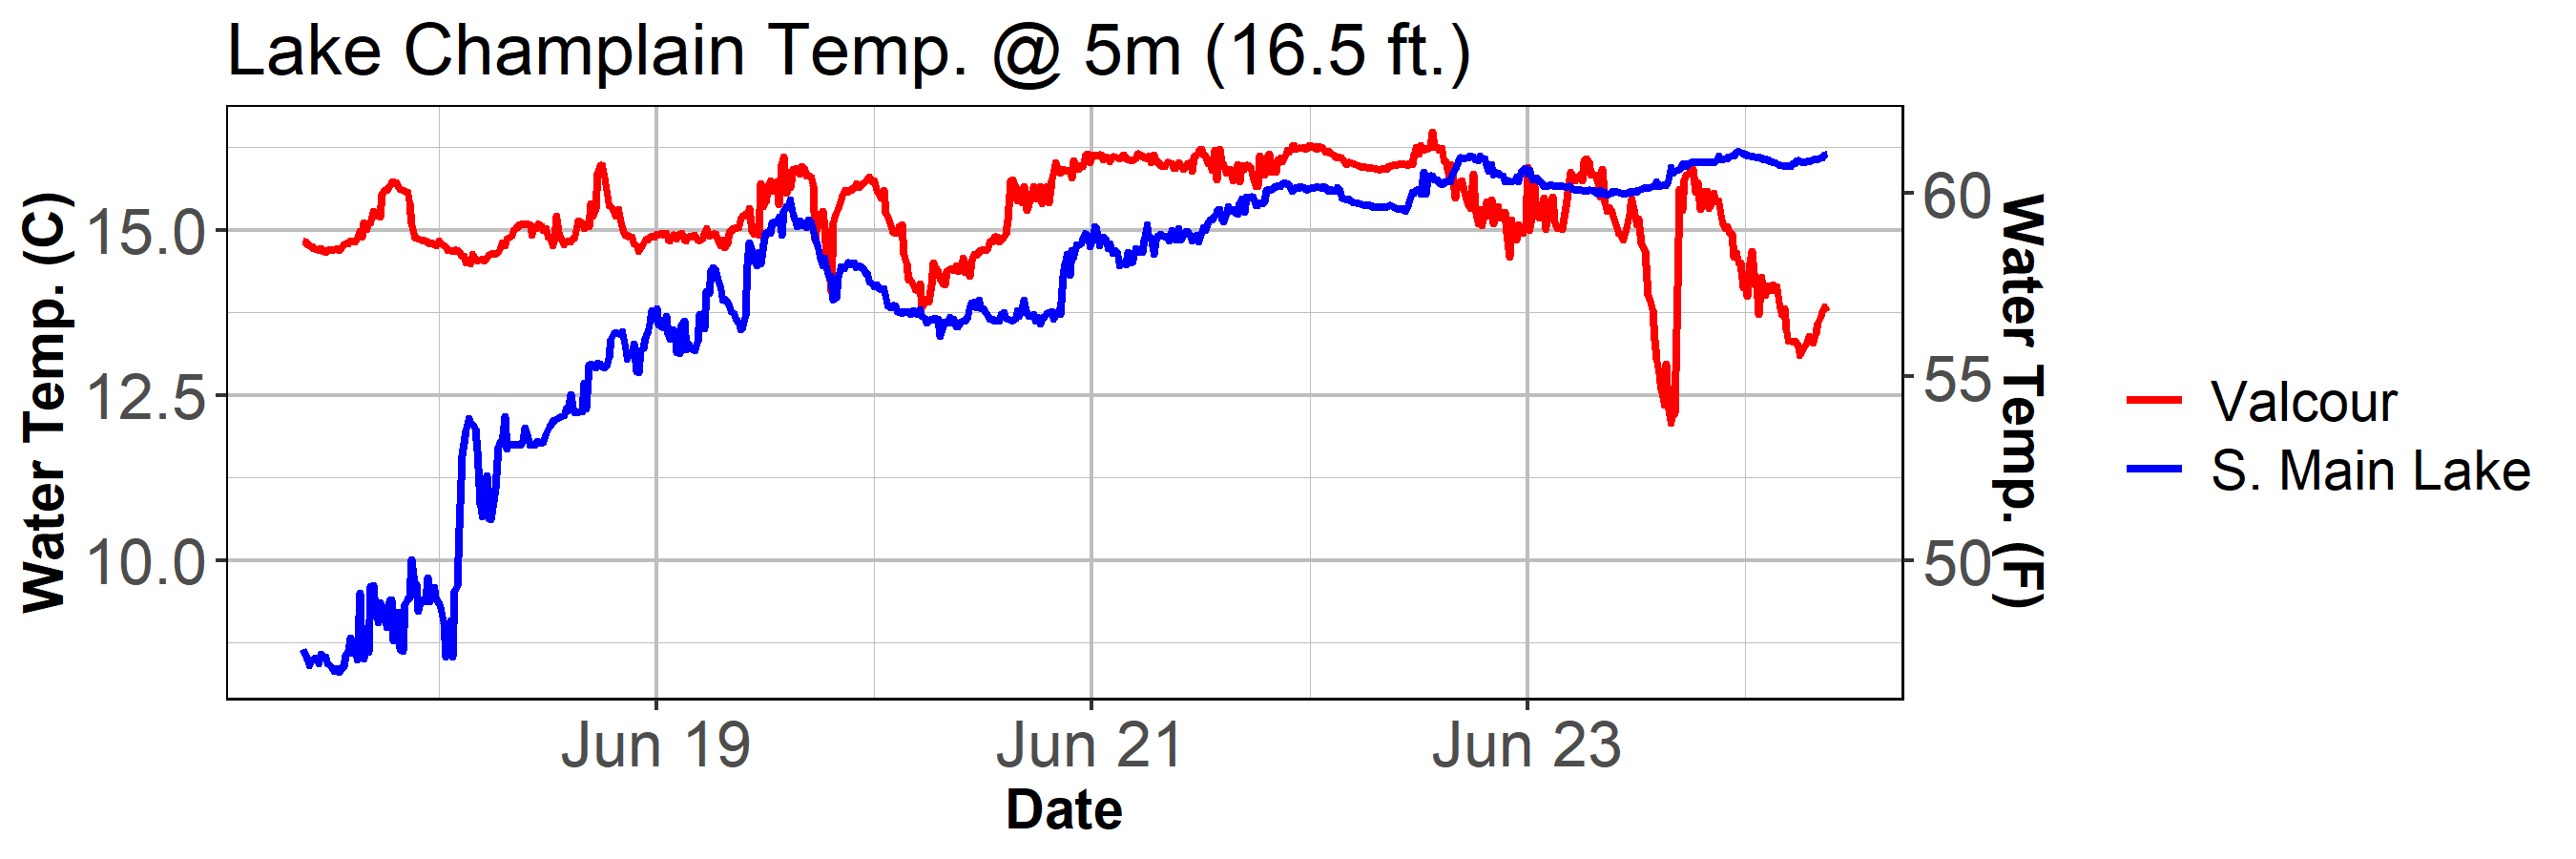 Lake Champlain Temp. @ 5m (16.5 ft.)
Water Temp. (C)
15.0
12.5
10.0
60
55
50
Water Temp. (F)
Jun 19
Jun 21
Jun 23
Date
Valcour
S. Main Lake